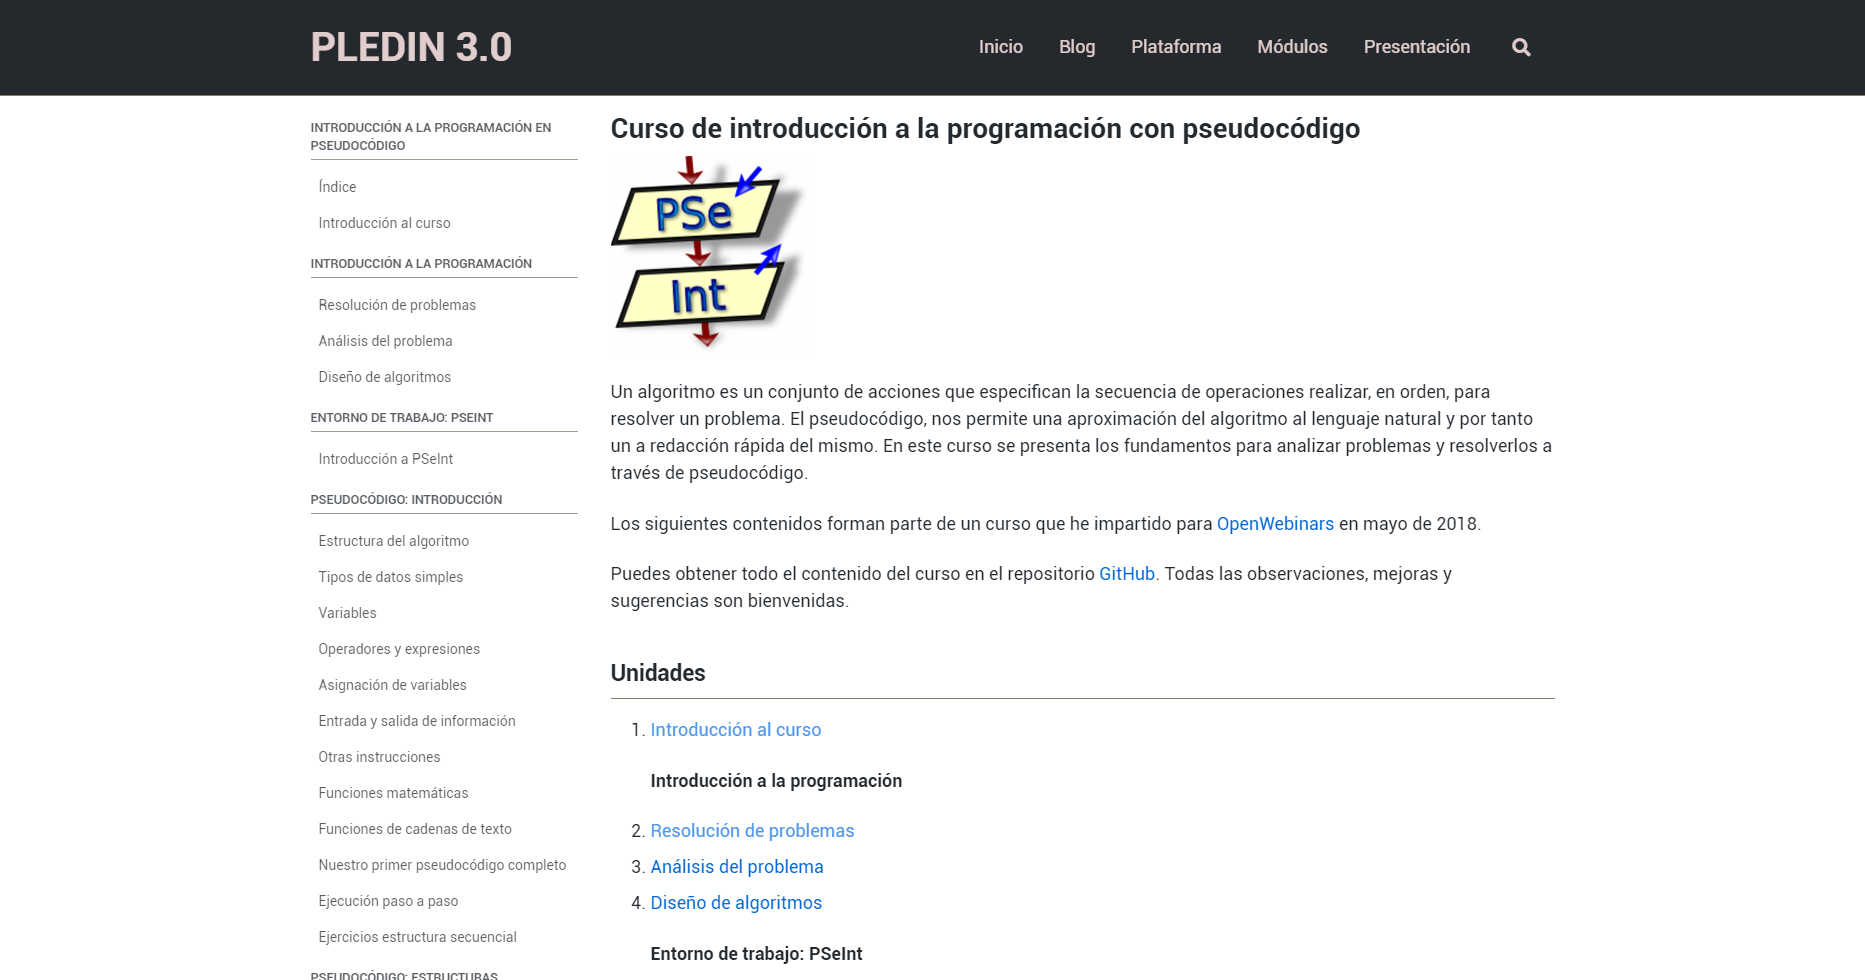 PLEDIN 3.0
Inicio
Blog
Plataforma
Módulos
Presentación
INTRODUCCIÓN A LA PROGRAMACIÓN EN
PSEUDOCÓDIGO
Índice
Introducción al curso
INTRODUCCIÓN A LA PROGRAMACIÓN
Resolución de problemas
Análisis del problema
Diseño de algoritmos
ENTORNO DE TRABAJO: PSEINT
Introducción a PSeInt
PSEUDOCÓDIGO: INTRODUCCIÓN
Estructura del algoritmo
Tipos de datos simples
Variables
Operadores y expresiones
Asignación de variables
Entrada y salida de información
Otras instrucciones
Funciones matemáticas
Funciones de cadenas de texto
Nuestro primer pseudocódigo completo
Ejecución paso a paso
Ejercicios estructura secuencial
PSEUDOCÓDIGO: ESTRUCTURAS
Curso de introducción a la programación con pseudocódigo
PSe
Int
Un algoritmo es un conjunto de acciones que especifican la secuencia de operaciones realizar, en orden, para
resolver un problema. El pseudocódigo, nos permite una aproximación del algoritmo al lenguaje natural y por tanto
un a redacción rápida del mismo. En este curso se presenta los fundamentos para analizar problemas y resolverlos a
través de pseudocódigo.
Los siguientes contenidos forman parte de un curso que he impartido para OpenWebinars en mayo de 2018.
Puedes obtener todo el contenido del curso en el repositorio GitHub. Todas las observaciones, mejoras y
sugerencias son bienvenidas.
Unidades
1. Introducción al curso
Introducción a la programación
2. Resolución de problemas
3. Análisis del problema
4. Diseño de algoritmos
Entorno de trabajo: PSeInt